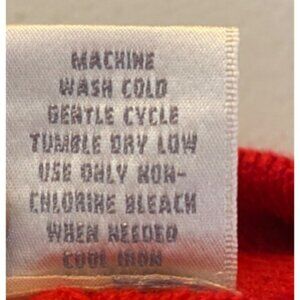 MACHINE
WASH COLD
GENTLE CYCLE
TUMBLE DRY LOW
USE ONLY NON-
CHLORINE BLEACH
WHEN NEEDED
COOL IRON